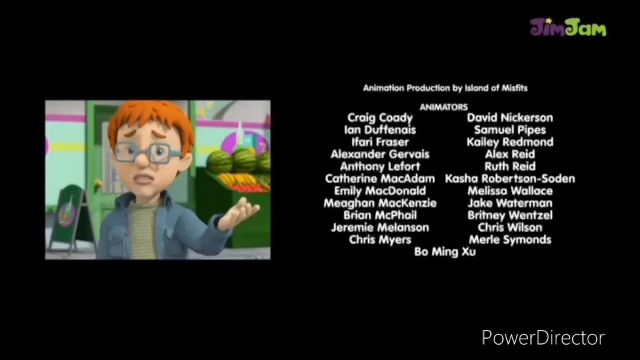 JimJam
Animation Production by Island of Misfits
ANIMATORS
Craig Coady David Nickerson
Ian Duffenais Samuel Pipes
Ifari Fraser Kailey Redmond
Alexander Gervais Alex Reid
Anthony Lefort Ruth Reid
Catherine MacAdam Kasha Robertson-Soden
Emily MacDonald Melissa Wallace
Meaghan MacKenzie Jake Waterman
Brian McPhail Britney Wentzel
Jeremie Melanson Chris Wilson
Chris Myers Merle Symonds
Bo Ming Xu
PowerDirector